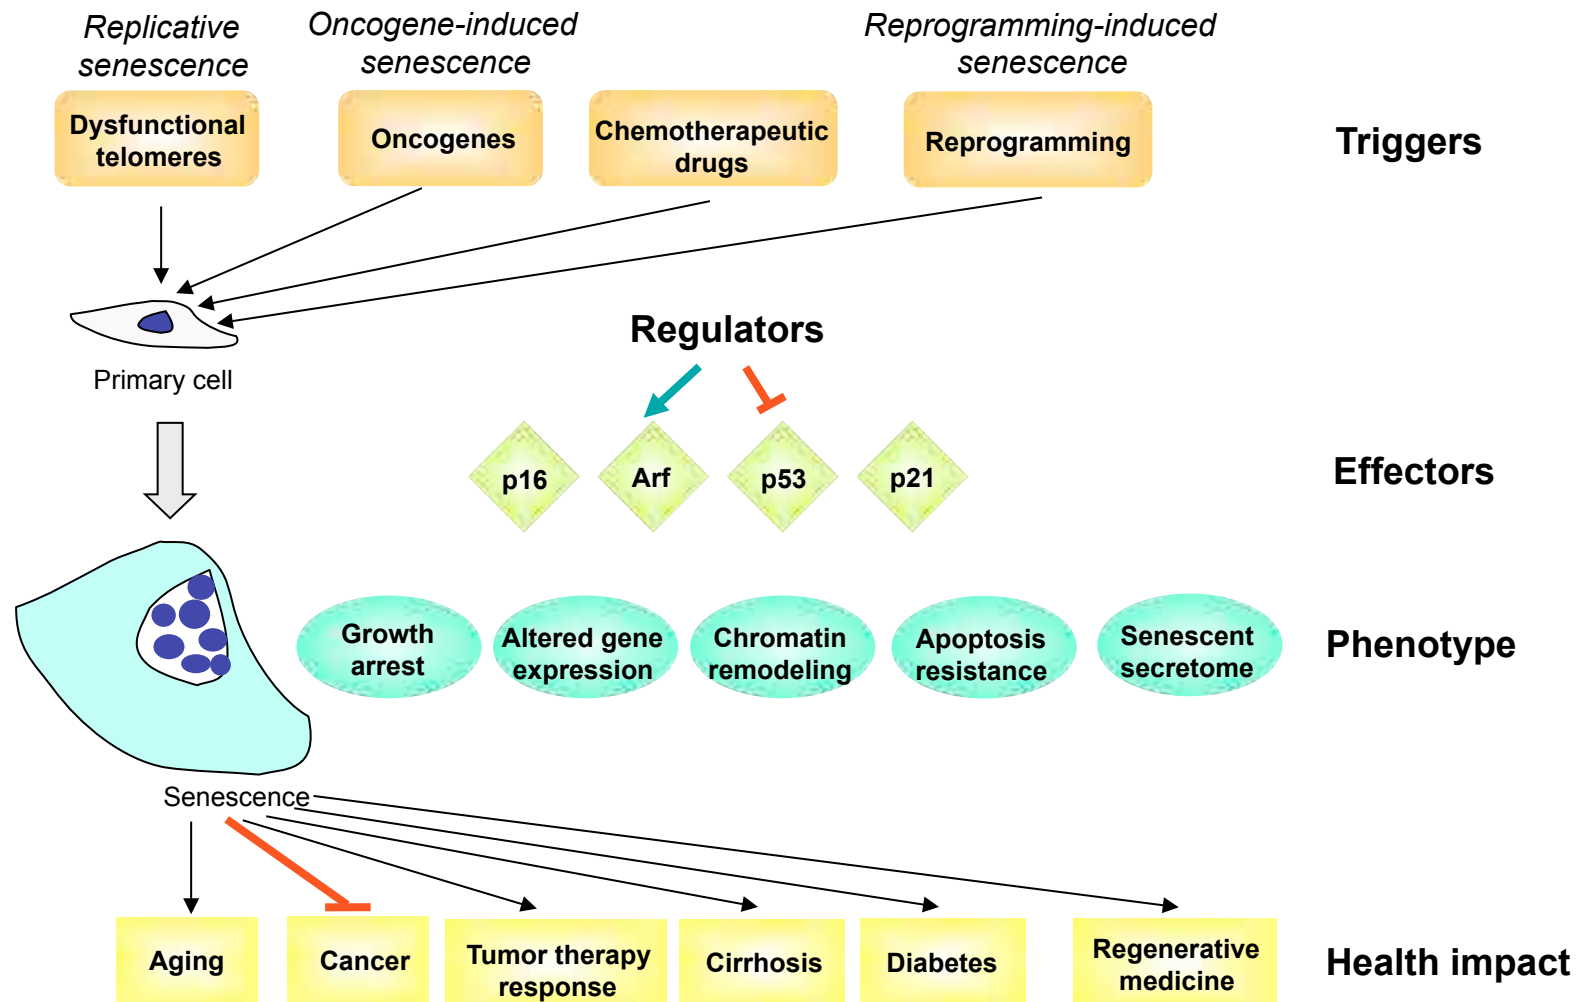 Replicative
senescence
Oncogene-induced
senescence
Reprogramming-induced
senescence
Dysfunctional
telomeres
Oncogenes
Chemotherapeutic
drugs
Reprogramming
Triggers
Primary cell
Regulators
p16
Arf
p53
p21
Effectors
Growth
arrest
Altered gene
expression
Chromatin
remodeling
Apoptosis
resistance
Senescent
secretome
Phenotype
Senescence
Aging
Cancer
Tumor therapy
response
Cirrhosis
Diabetes
Regenerative
medicine
Health impact